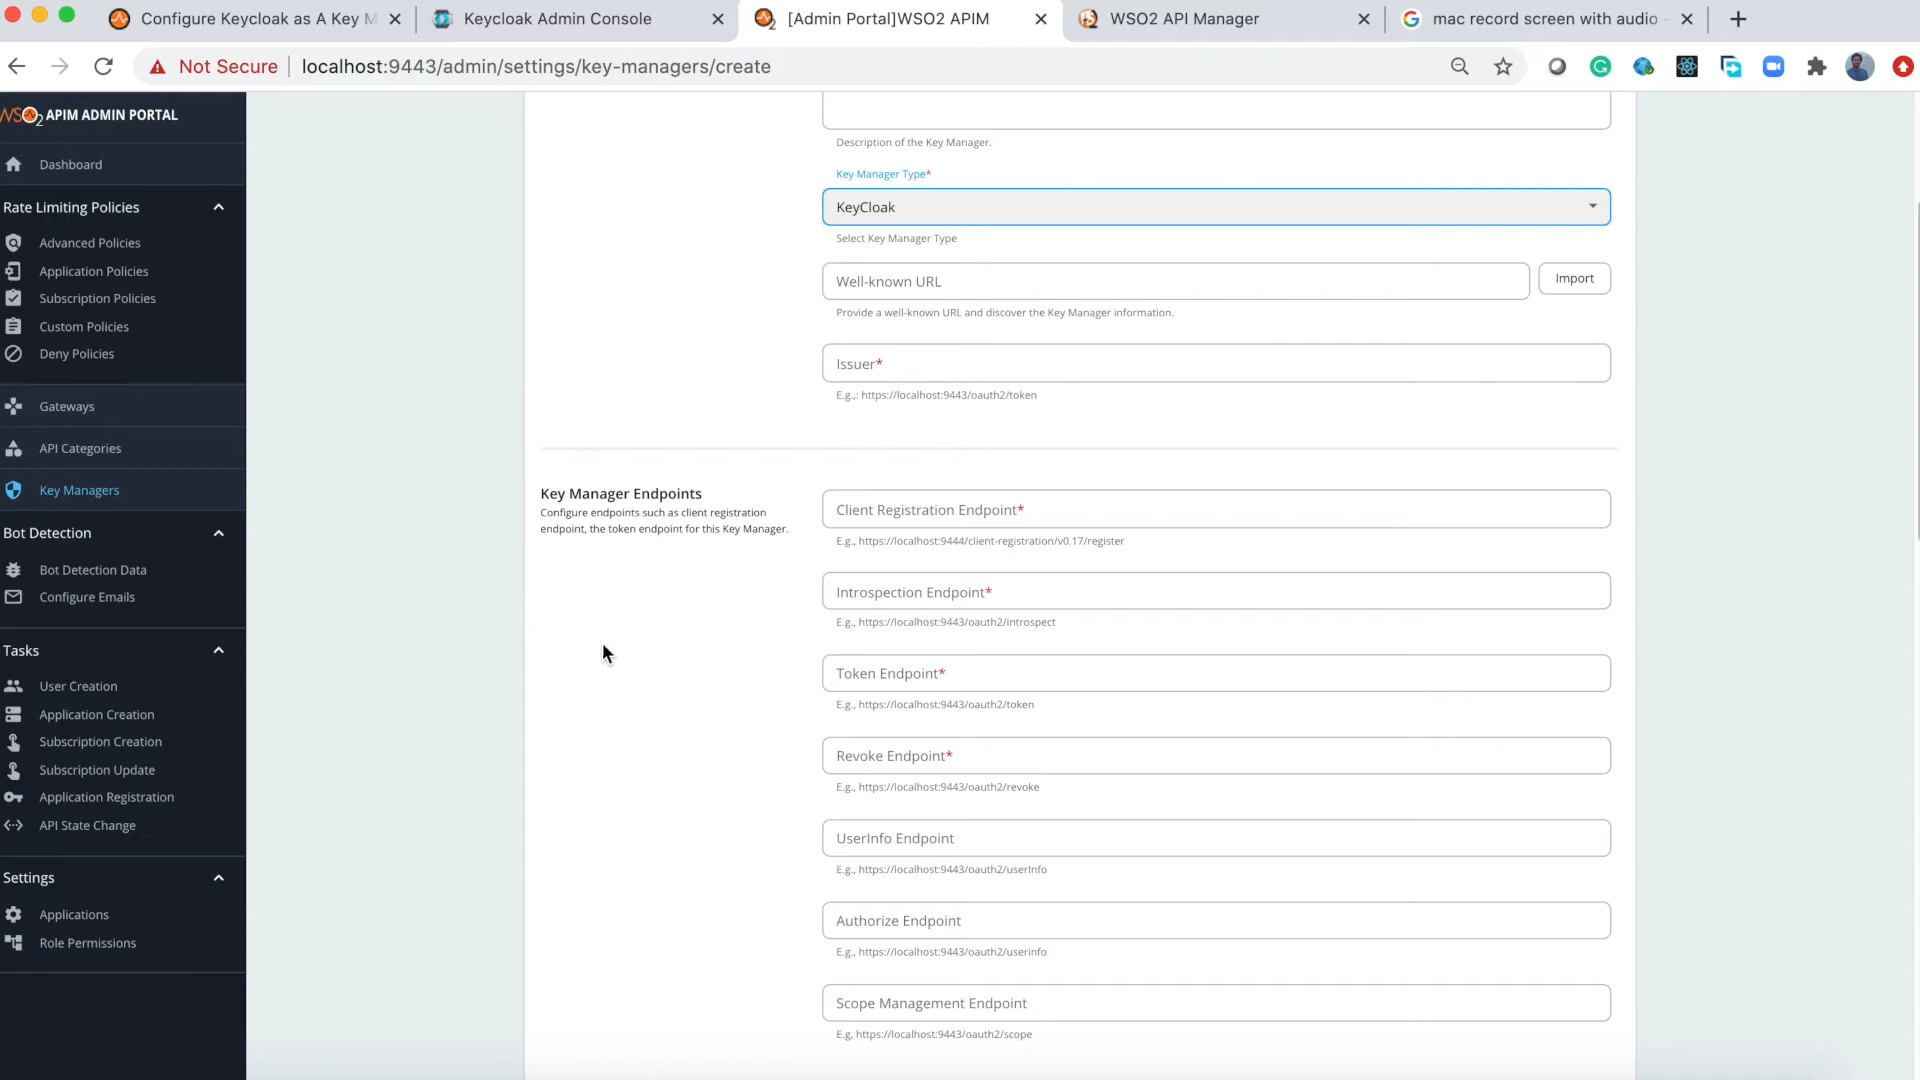 Configure Keycloak as A Key M
Keycloak Admin Console
[Admin Portal]WSO2 APIM
WSO2 API Manager
mac record screen with audio -
Not Secure
localhost:9443/admin/settings/key-managers/create
WSO2 APIM ADMIN PORTAL
Dashboard
Rate Limiting Policies
Advanced Policies
Application Policies
Subscription Policies
Custom Policies
Deny Policies
Gateways
API Categories
Key Managers
Bot Detection
Bot Detection Data
Configure Emails
Tasks
User Creation
Application Creation
Subscription Creation
Subscription Update
Application Registration
API State Change
Settings
Applications
Role Permissions
Description of the Key Manager.
Key Manager Type*
KeyCloak
Select Key Manager Type
Well-known URL
Import
Provide a well-known URL and discover the Key Manager information.
Issuer*
E.g.,: https://localhost:9443/oauth2/token
Key Manager Endpoints
Configure endpoints such as client registration
endpoint, the token endpoint for this Key Manager.
Client Registration Endpoint*
E.g., https://localhost:9444/client-registration/v0.17/register
Introspection Endpoint*
E.g., https://localhost:9443/oauth2/introspect
Token Endpoint*
E.g., https://localhost:9443/oauth2/token
Revoke Endpoint*
E.g., https://localhost:9443/oauth2/revoke
UserInfo Endpoint
E.g., https://localhost:9443/oauth2/userInfo
Authorize Endpoint
E.g., https://localhost:9443/oauth2/userinfo
Scope Management Endpoint
E.g, https://localhost:9443/oauth2/scope